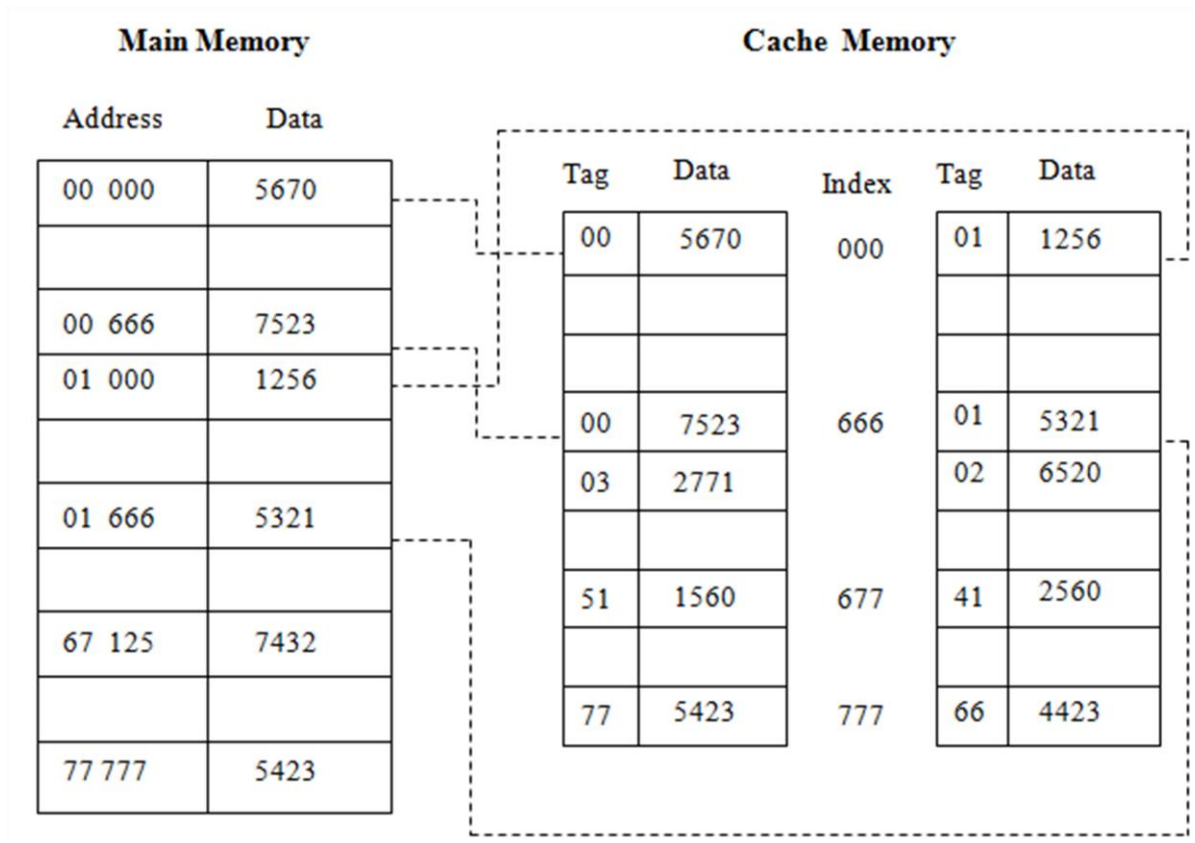 Main Memory
Cache Memory
Address Data
Tag Data Index Tag Data
00 000 5670
00 666 7523
01 000 1256
01 666 5321
67 125 7432
77 777 5423
00 5670 000 01 1256
00 7523 666 01 5321
03 2771 02 6520
51 1560 677 41 2560
77 5423 777 66 4423